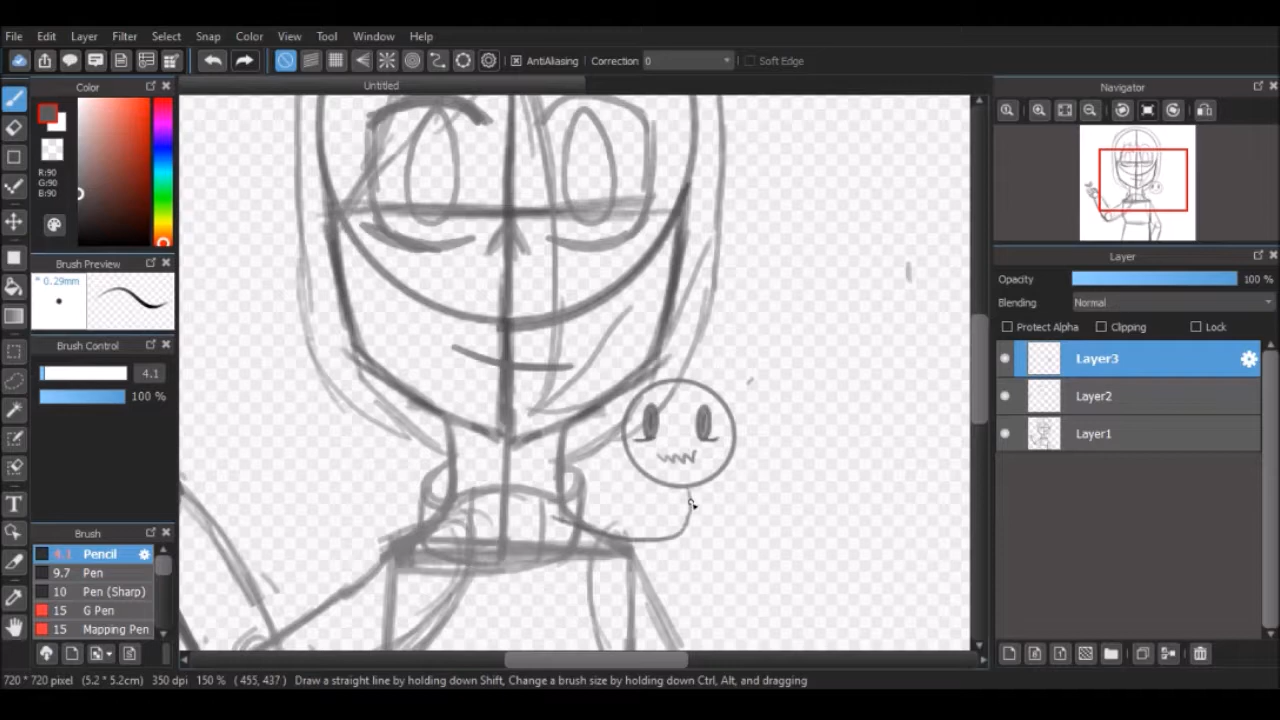 File Edit Layer Filter Select Snap Color View Tool Window Help
AntiAliasing Correction 0 Soft Edge
Color
Untitled
Navigator
R:90
G:90
B:90
Brush Preview
* 0.29mm
Layer
Opacity 100 %
Blending Normal
Protect Alpha Clipping Lock
Brush Control
4.1
100 %
Layer3
Layer2
Layer1
T
Brush
4.1 Pencil
9.7 Pen
10 Pen (Sharp)
15 G Pen
15 Mapping Pen
720 * 720 pixel (5.2 * 5.2cm) 350 dpi 150 % ( 455, 437 ) Draw a straight line by holding down Shift, Change a brush size by holding down Ctrl, Alt, and dragging